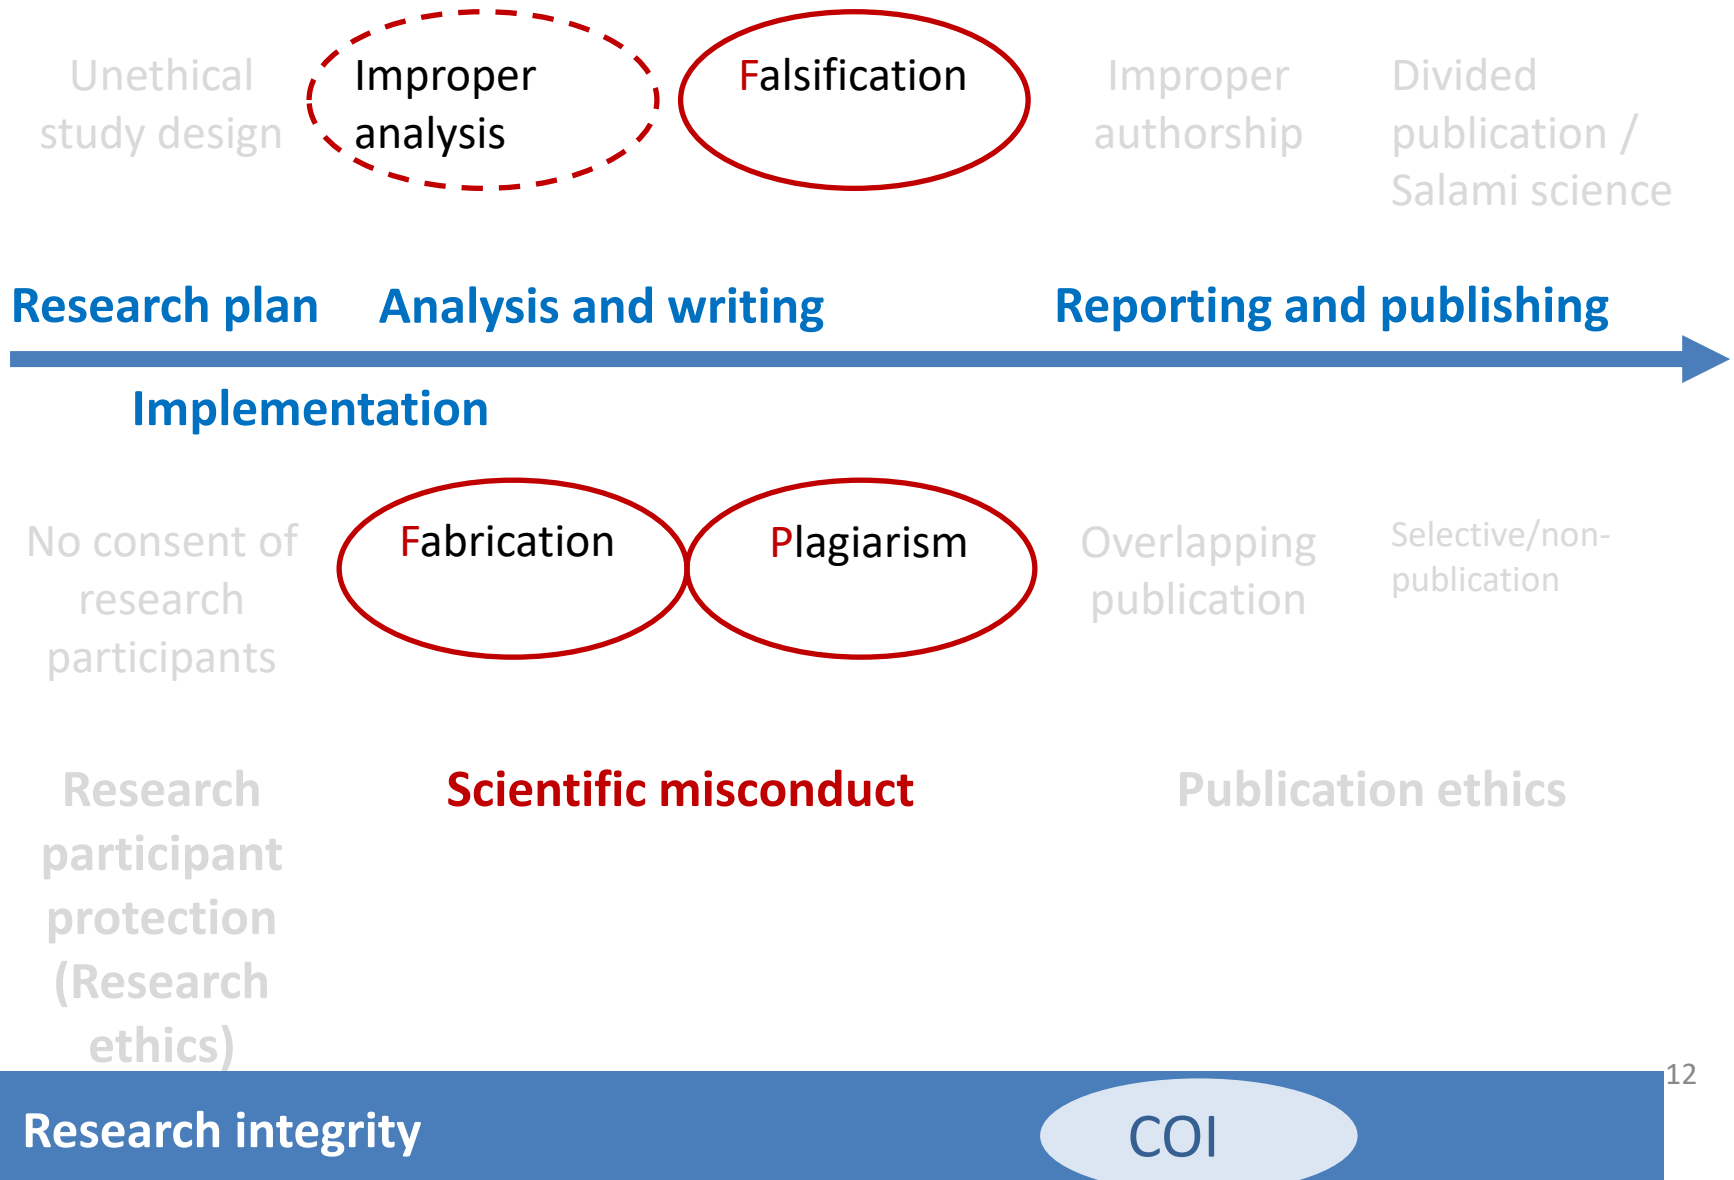 Unethical
study design
Improper
analysis
Falsification
Improper
authorship
Divided
publication /
Salami science
Research plan
Analysis and writing
Reporting and publishing
Implementation
No consent of
research
participants
Fabrication
Plagiarism
Overlapping
publication
Selective/non-
publication
Research
participant
protection
(Research
ethics)
Scientific misconduct
Publication ethics
12
Research integrity
COI